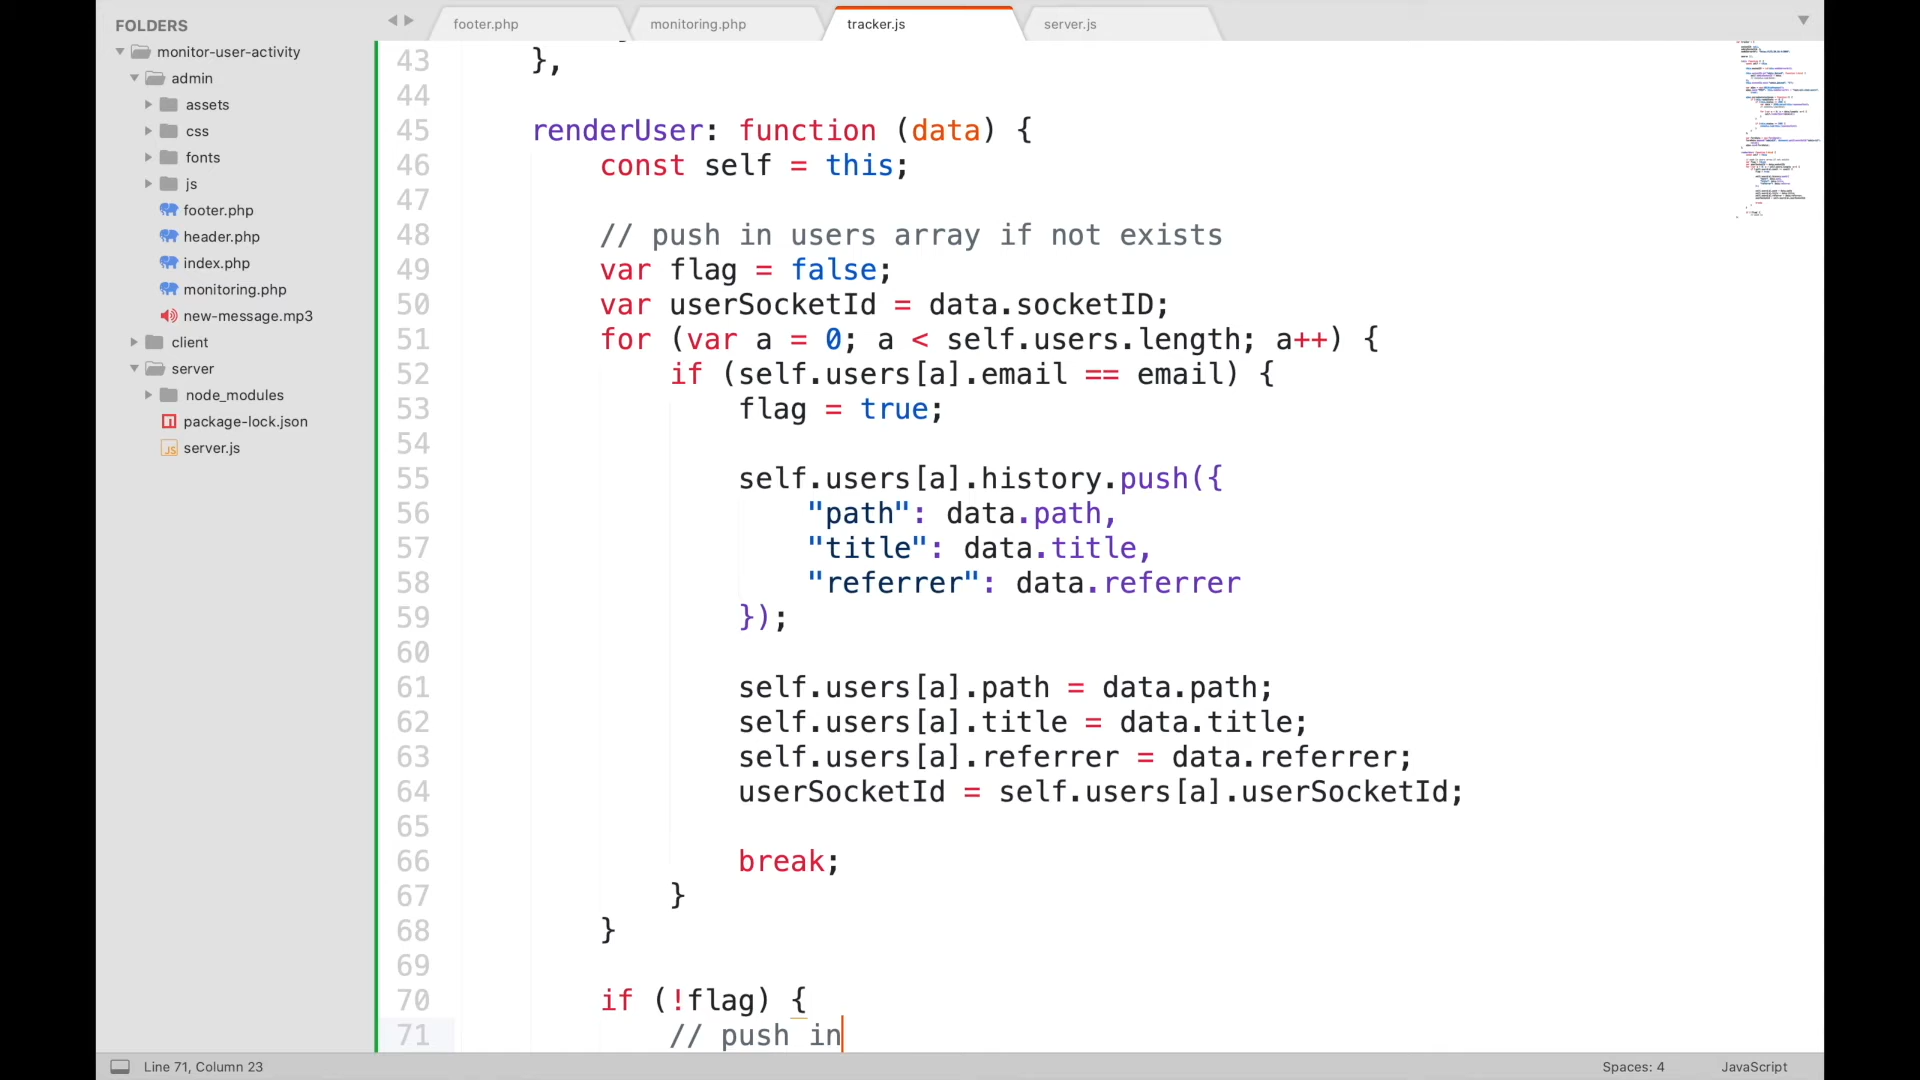 FOLDERS
monitor-user-activity
admin
assets
css
fonts
js
footer.php
header.php
index.php
monitoring.php
new-message.mp3
client
server
node_modules
package-lock.json
server.js
footer.php
monitoring.php
tracker.js
server.js
43 },
44
45 renderUser: function (data) {
46 const self = this;
47
48 // push in users array if not exists
49 var flag = false;
50 var userSocketId = data.socketID;
51 for (var a = 0; a < self.users.length; a++) {
52 if (self.users[a].email == email) {
53 flag = true;
54
55 self.users[a].history.push({
56 "path": data.path,
57 "title": data.title,
58 "referrer": data.referrer
59 });
60
61 self.users[a].path = data.path;
62 self.users[a].title = data.title;
63 self.users[a].referrer = data.referrer;
64 userSocketId = self.users[a].userSocketId;
65
66 break;
67 }
68 }
69
70 if (!flag) {
71 // push in
Line 71, Column 23
Spaces: 4
JavaScript